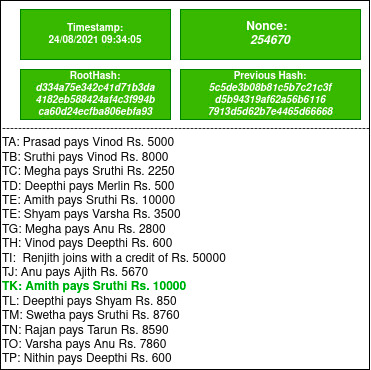 Timestamp:
24/08/2021 09:34:05
Nonce:
254670
RootHash:
d334a75e342c41d71b3da
4182eb588424af4c3f994b
ca60d24ecfba806ebfa93
Previous Hash:
5c5de3b08b81c5b7c21c3f
d5b94319af62a56b6116
7913d5d62b7e4465d66668
TA: Prasad pays Vinod Rs. 5000
TB: Sruthi pays Vinod Rs. 8000
TC: Megha pays Sruthi Rs. 2250
TD: Deepthi pays Merlin Rs. 500
TE: Amith pays Sruthi Rs. 10000
TE: Shyam pays Varsha Rs. 3500
TG: Megha pays Anu Rs. 2800
TH: Vinod pays Deepthi Rs. 600
TI: Renjith joins with a credit of Rs. 50000
TJ: Anu pays Ajith Rs. 5670
TK: Amith pays Sruthi Rs. 10000
TL: Deepthi pays Shyam Rs. 850
TM: Swetha pays Sruthi Rs. 8760
TN: Rajan pays Tarun Rs. 8590
TO: Varsha pays Anu Rs. 7860
TP: Nithin pays Deepthi Rs. 600